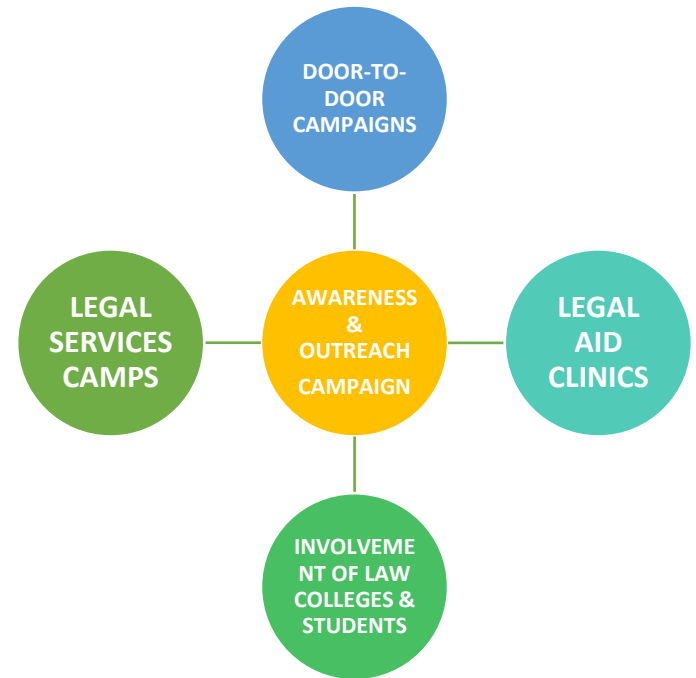 DOOR-TO-
DOOR
CAMPAIGNS
LEGAL
SERVICES
CAMPS
AWARENESS
&
OUTREACH
CAMPAIGN
LEGAL
AID
CLINICS
INVOLVEME
NT OF LAW
COLLEGES &
STUDENTS